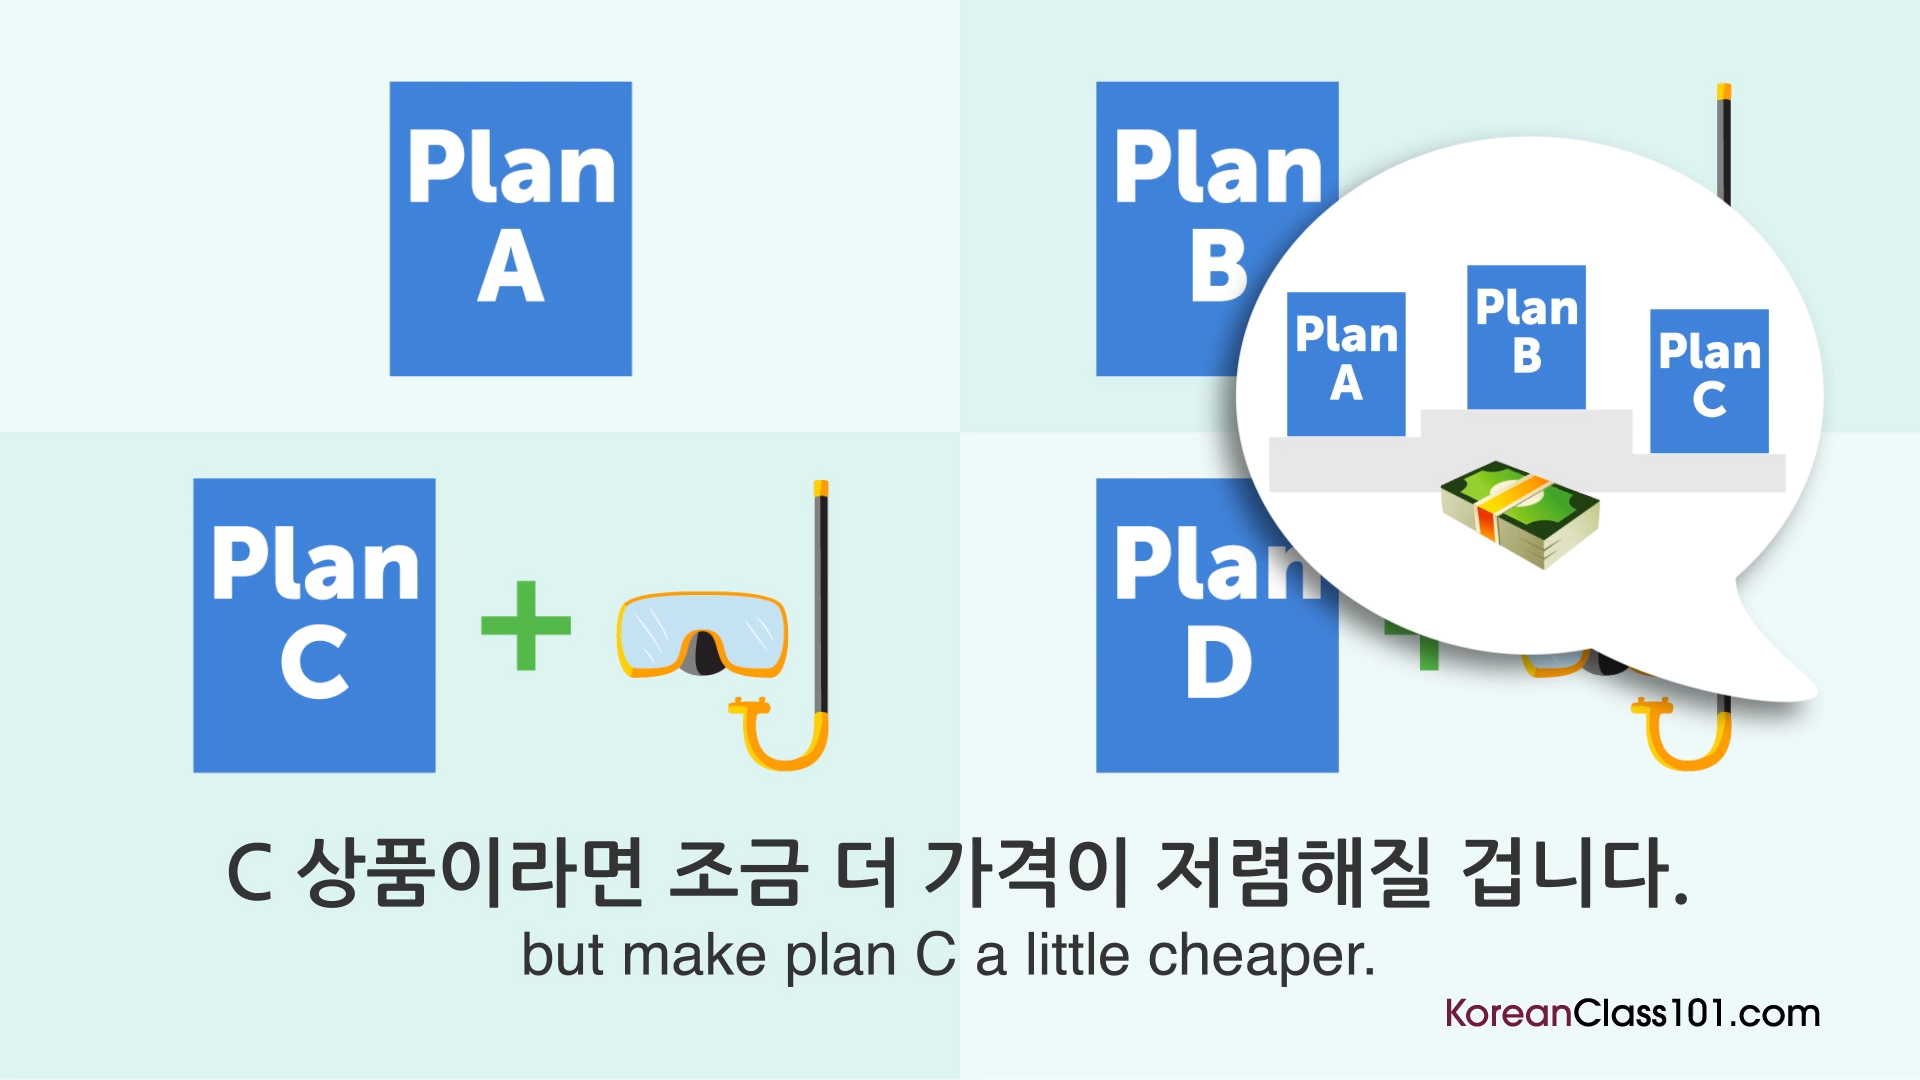 Plan
A
Plan
B
Plan
A
Plan
B
Plan
C
Plan
C
Plan
D
C 상품이라면 조금 더 가격이 저렴해질 겁니다.
but make plan C a little cheaper.
KoreanClass101.com